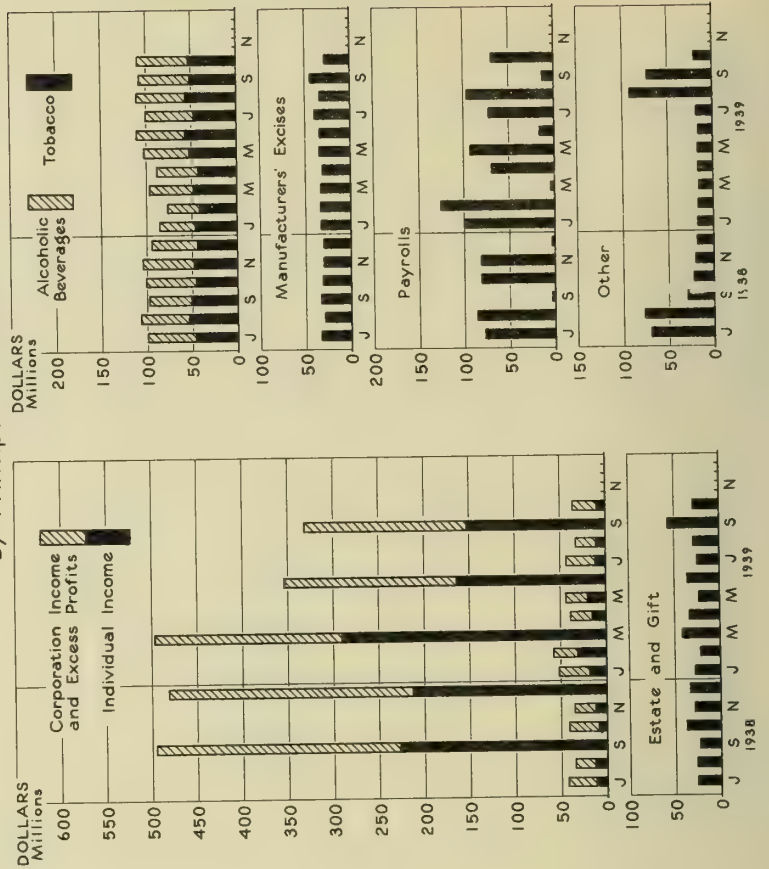 DOLLARS
Millions
600
550
500
450
400
350
300
250
200
150
100
50
0
Corporation Income
and Excess Profits
Individual Income
J S N J M M J S N
100
50
0
Estate and Gift
J S N J M M J S N
1938 1939
DOLLARS
Millions
200
150
100
50
0
Alcoholic
Beverages
Tobacco
J S N J M M J S N
100
50
0
Manufacturers' Excises
200
150
100
50
0
Payrolls
J S N J M M J S N
150
100
50
0
Other
J S N J M M J S N
1938 1939